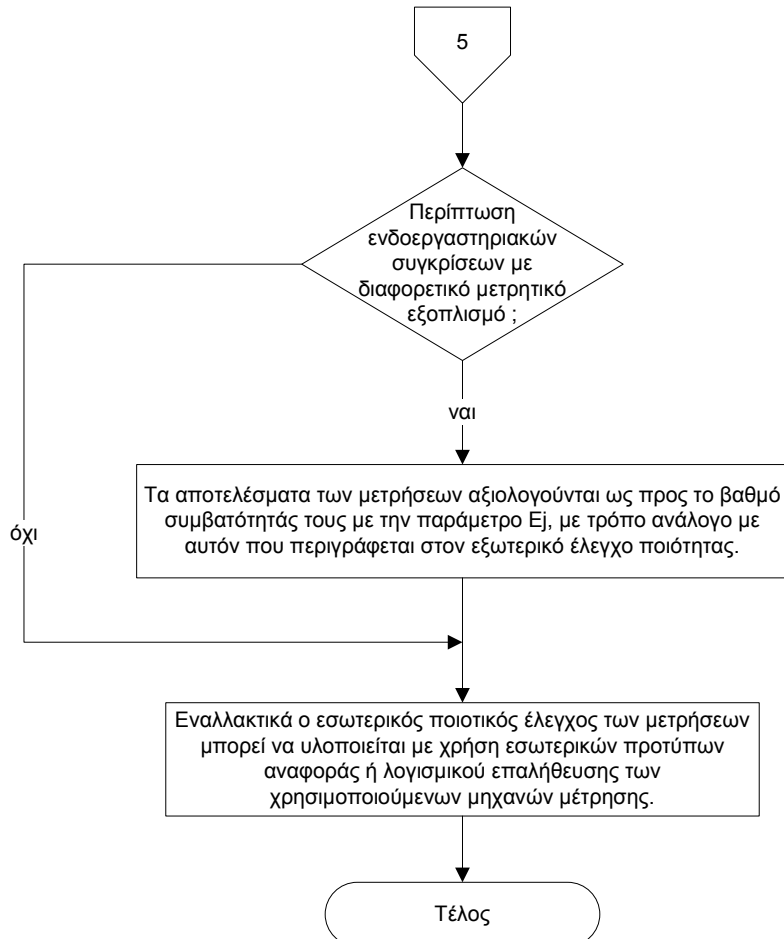 5
Περίπτωση
ενδοεργαστηριακών
συγκρίσεων με
διαφορετικό μετρητικό
εξοπλισμό ;
ναι
Τα αποτελέσματα των μετρήσεων αξιολογούνται ως προς το βαθμό
συμβατότητάς τους με την παράμετρο Ej, με τρόπο ανάλογο με
αυτόν που περιγράφεται στον εξωτερικό έλεγχο ποιότητας.
όχι
Εναλλακτικά ο εσωτερικός ποιοτικός έλεγχος των μετρήσεων
μπορεί να υλοποιείται με χρήση εσωτερικών προτύπων
αναφοράς ή λογισμικού επαλήθευσης των
χρησιμοποιούμενων μηχανών μέτρησης.
Τέλος